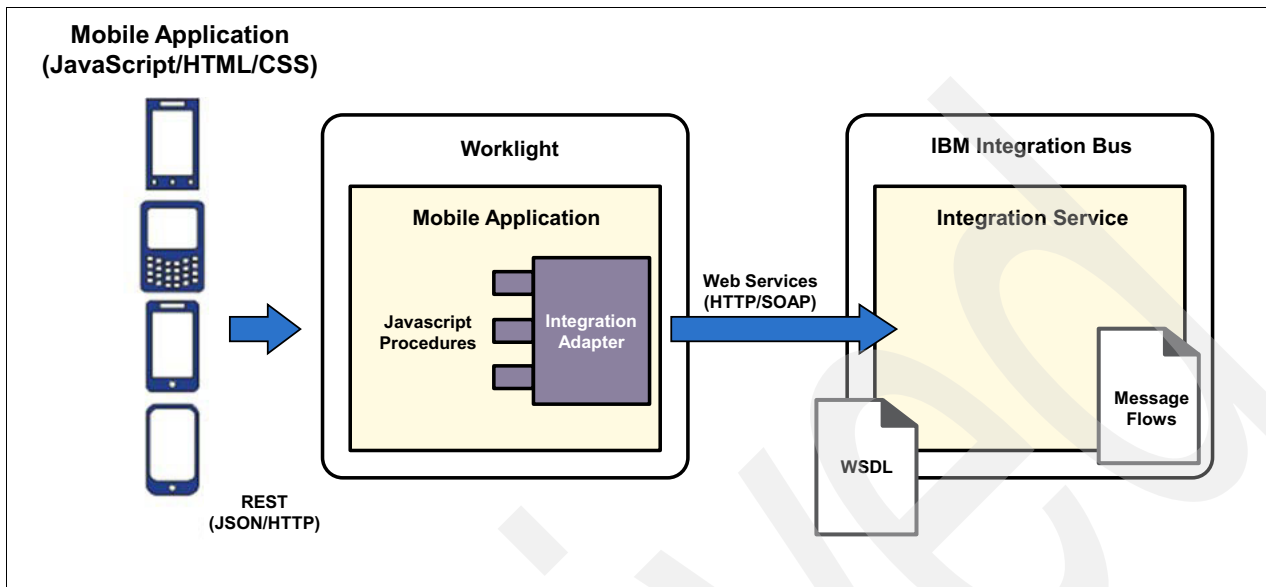 Mobile Application
(JavaScript/HTML/CSS)
Worklight
IBM Integration Bus
Mobile Application
Integration Service
Web Services
(HTTP/SOAP)
Javascript
Procedures
Integration
Adapter
Message
Flows
WSDL
REST
(JSON/HTTP)